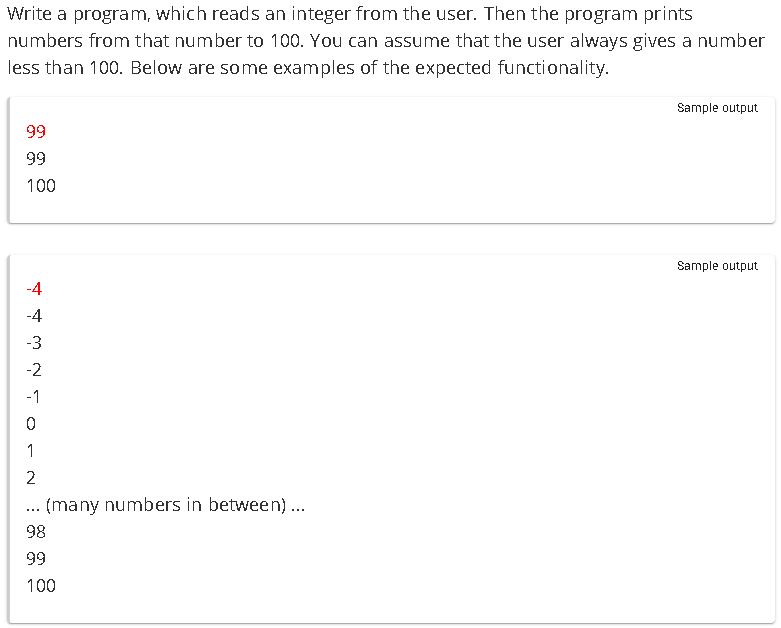 Write a program, which reads an integer from the user. Then the program prints
numbers from that number to 100. You can assume that the user always gives a number
less than 100. Below are some examples of the expected functionality.
Sample output
99
99
100
Sample output
-4
-4
-3
-2
-1
0
1
2
... (many numbers in between) ...
98
99
100